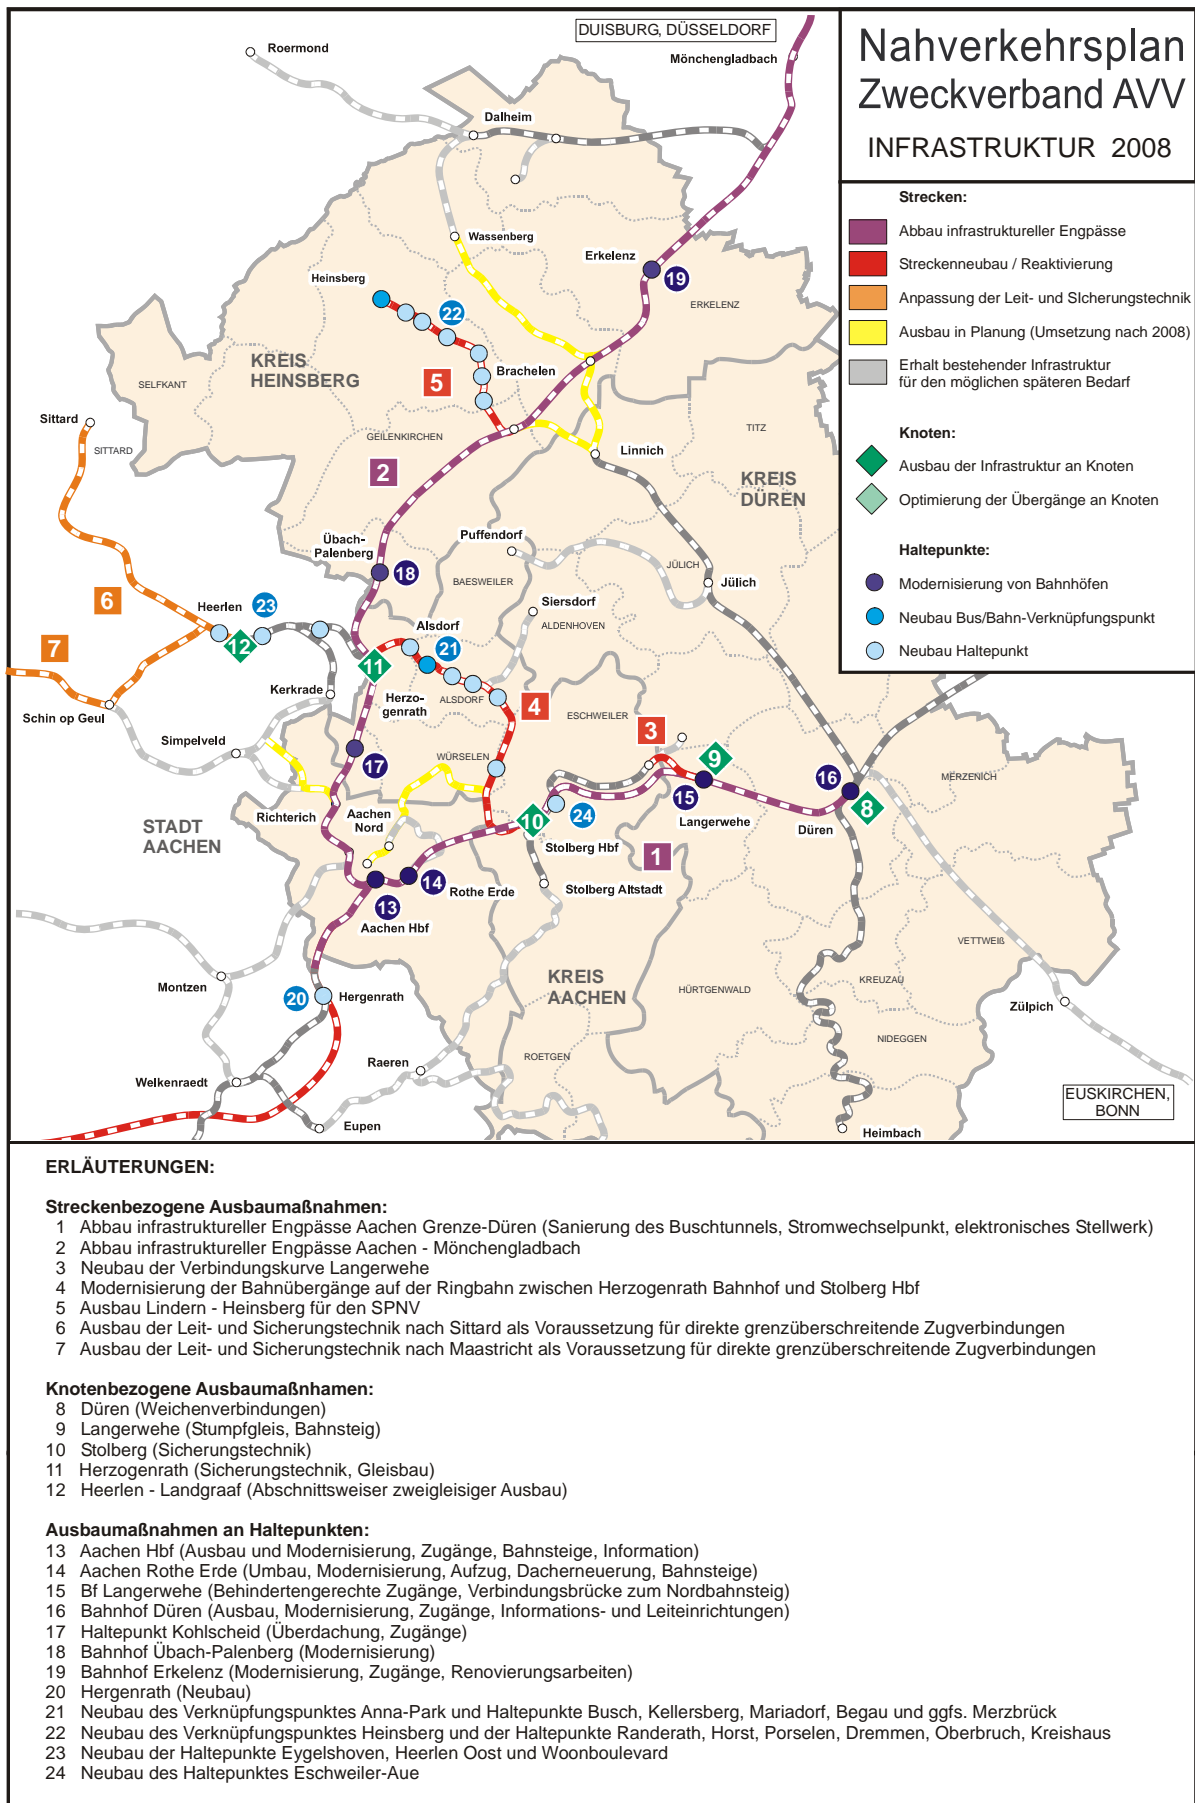 DUISBURG, DÜSSELDORF
Nahverkehrsplan
Zweckverband AVV
INFRASTRUKTUR 2008
Strecken:
Abbau infrastruktureller Engpässe
Streckenneubau / Reaktivierung
Anpassung der Leit- und SIcherungstechnik
Ausbau in Planung (Umsetzung nach 2008)
Erhalt bestehender Infrastruktur
für den möglichen späteren Bedarf
Knoten:
Ausbau der Infrastruktur an Knoten
Optimierung der Übergänge an Knoten
Haltepunkte:
Modernisierung von Bahnhöfen
Neubau Bus/Bahn-Verknüpfungspunkt
Neubau Haltepunkt
Roermond
Mönchengladbach
Dalheim
Wassenberg
Erkelenz
19
ERKELENZ
Heinsberg
22
KREIS
HEINSBERG
SELFKANT
5
Brachelen
Sittard
SITTARD
GEILENKIRCHEN
TITZ
2
Linnich
KREIS
DÜREN
Übach-
Palenberg
18
Puffendorf
BAESWEILER
JÜLICH
Jülich
6
Heerlen
23
12
Siersdorf
ALDENHOVEN
7
Alsdorf
21
11
Kerkrade
Herzo-
genrath
ALSDORF
4
Schin op Geul
ESCHWEILER
3
Simpelveld
17
WÜRSELEN
9
16
MERZENICH
15
8
Richterich
Aachen
Nord
10
24
Langerwehe
Düren
STADT
AACHEN
Stolberg Hbf
1
14
Rothe Erde
Stolberg Altstadt
13
Aachen Hbf
VETTWEIß
Montzen
20
Hergenrath
KREIS
AACHEN
HÜRTGENWALD
KREUZAU
Zülpich
NIDEGGEN
Raeren
ROETGEN
Welkenraedt
EUSKIRCHEN,
BONN
Eupen
Heimbach
ERLÄUTERUNGEN:
Streckenbezogene Ausbaumaßnahmen:
1 Abbau infrastruktureller Engpässe Aachen Grenze-Düren (Sanierung des Buschtunnels, Stromwechselpunkt, elektronisches Stellwerk)
2 Abbau infrastruktureller Engpässe Aachen - Mönchengladbach
3 Neubau der Verbindungskurve Langerwehe
4 Modernisierung der Bahnübergänge auf der Ringbahn zwischen Herzogenrath Bahnhof und Stolberg Hbf
5 Ausbau Lindern - Heinsberg für den SPNV
6 Ausbau der Leit- und Sicherungstechnik nach Sittard als Voraussetzung für direkte grenzüberschreitende Zugverbindungen
7 Ausbau der Leit- und Sicherungstechnik nach Maastricht als Voraussetzung für direkte grenzüberschreitende Zugverbindungen
Knotenbezogene Ausbaumaßnhamen:
8 Düren (Weichenverbindungen)
9 Langerwehe (Stumpfgleis, Bahnsteig)
10 Stolberg (Sicherungstechnik)
11 Herzogenrath (Sicherungstechnik, Gleisbau)
12 Heerlen - Landgraaf (Abschnittsweiser zweigleisiger Ausbau)
Ausbaumaßnahmen an Haltepunkten:
13 Aachen Hbf (Ausbau und Modernisierung, Zugänge, Bahnsteige, Information)
14 Aachen Rothe Erde (Umbau, Modernisierung, Aufzug, Dacherneuerung, Bahnsteige)
15 Bf Langerwehe (Behindertengerechte Zugänge, Verbindungsbrücke zum Nordbahnsteig)
16 Bahnhof Düren (Ausbau, Modernisierung, Zugänge, Informations- und Leiteinrichtungen)
17 Haltepunkt Kohlscheid (Überdachung, Zugänge)
18 Bahnhof Übach-Palenberg (Modernisierung)
19 Bahnhof Erkelenz (Modernisierung, Zugänge, Renovierungsarbeiten)
20 Hergenrath (Neubau)
21 Neubau des Verknüpfungspunktes Anna-Park und Haltepunkte Busch, Kellersberg, Mariadorf, Begau und ggfs. Merzbrück
22 Neubau des Verknüpfungspunktes Heinsberg und der Haltepunkte Randerath, Horst, Porselen, Dremmen, Oberbruch, Kreishaus
23 Neubau der Haltepunkte Eygelshoven, Heerlen Oost und Woonboulevard
24 Neubau des Haltepunktes Eschweiler-Aue